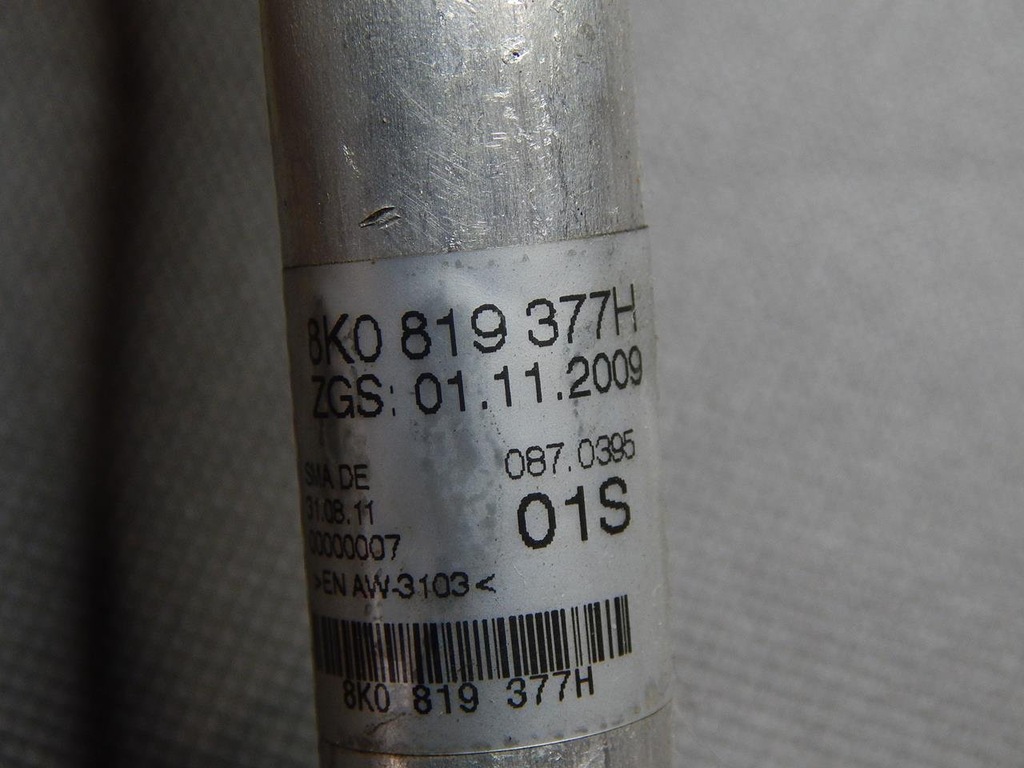 8K0 819 377H
ZGS: 01.11.2009
087.0395
SMA DE
01S
31.08.11
00000007
>EN AW-3103<
8K0 819 377H